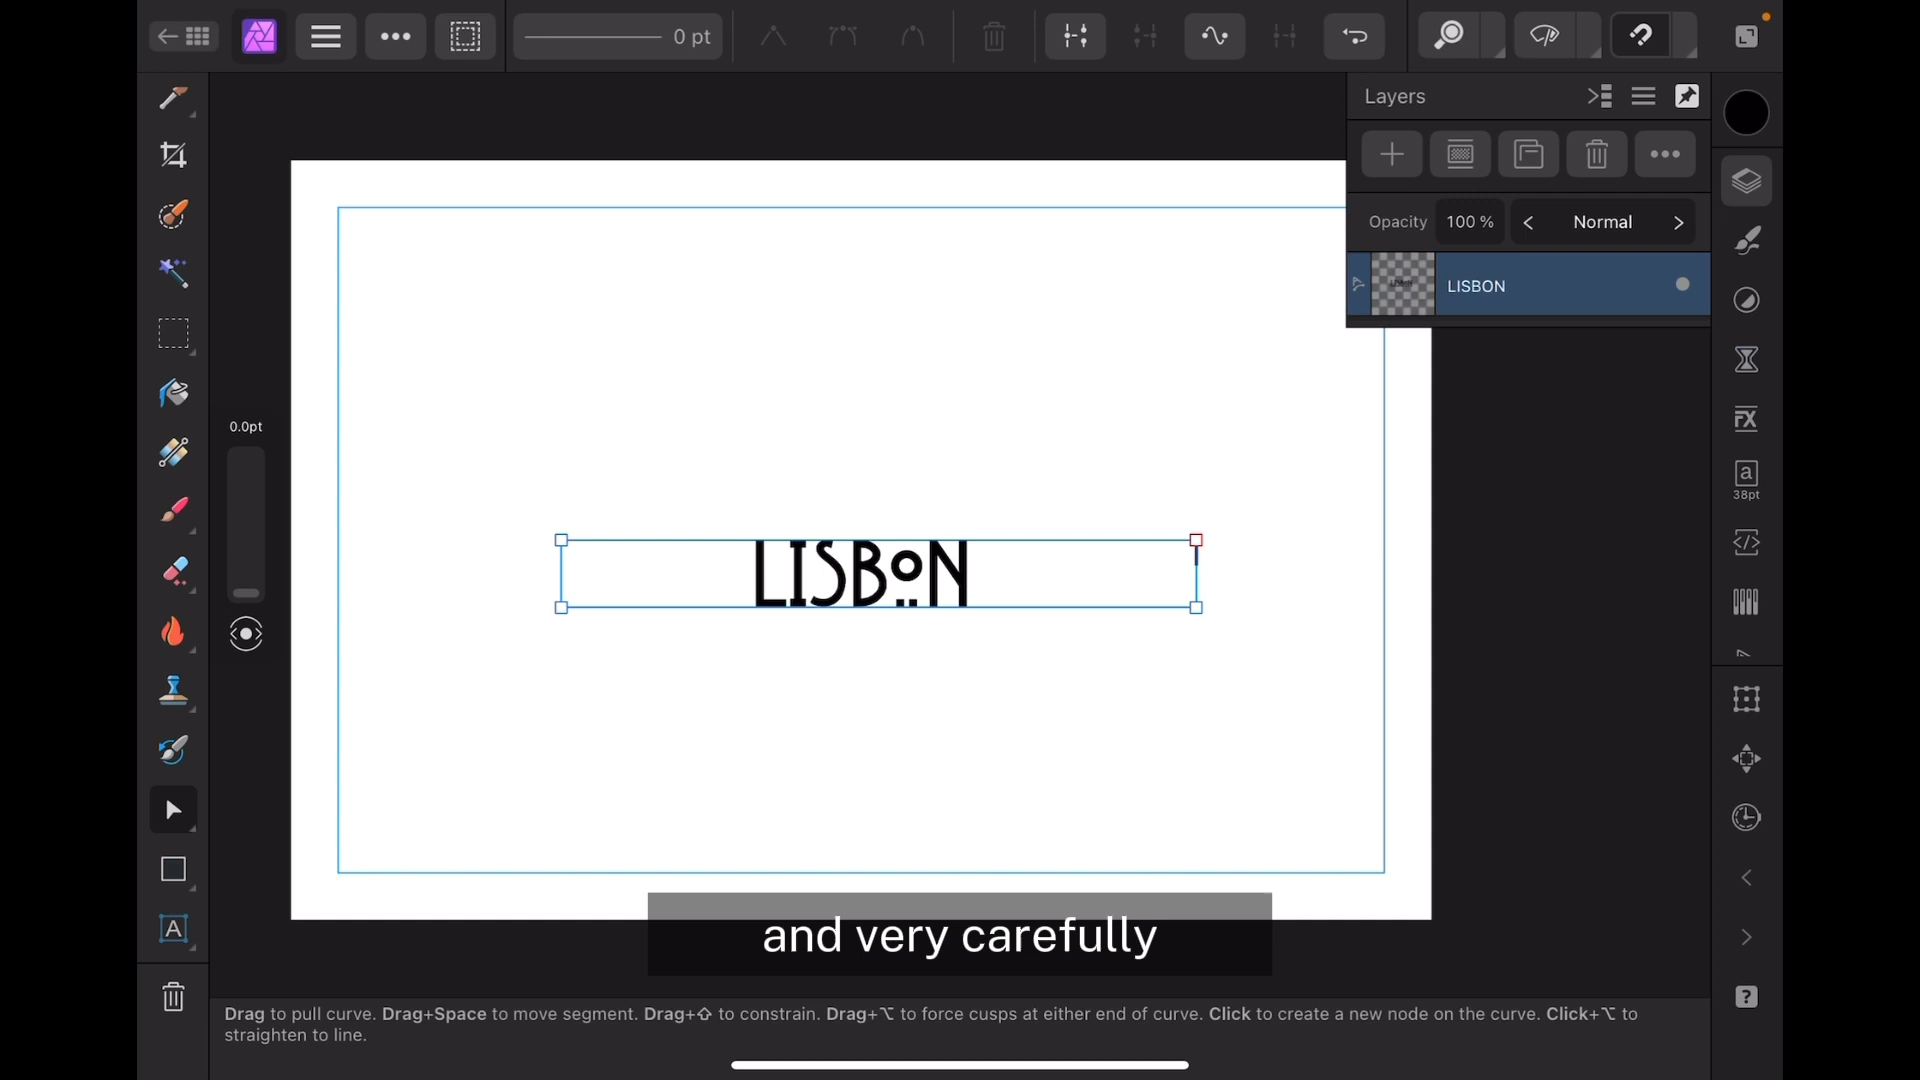 0 pt
Layers
Opacity 100 % Normal
LISBON
FX
a
38pt
0.0pt
LISBON
A
and very carefully
?
Drag to pull curve. Drag+Space to move segment. Drag+⇧ to constrain. Drag+⌥ to force cusps at either end of curve. Click to create a new node on the curve. Click+⌥ to
straighten to line.